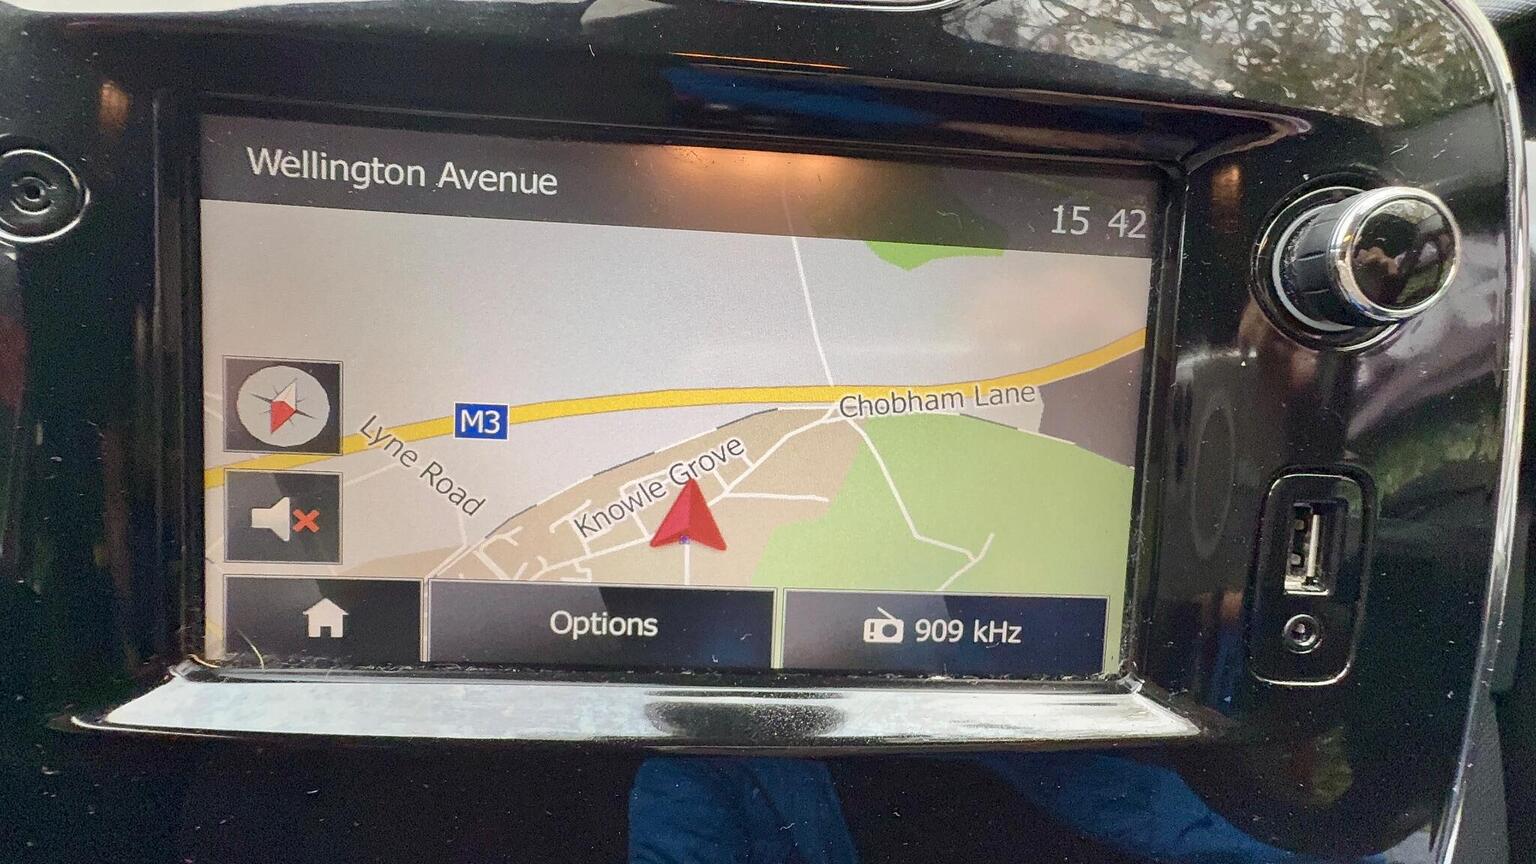 Wellington Avenue
15 42
Chobham Lane
M3
Lyne Road
Knowle Grove
Options
909 kHz